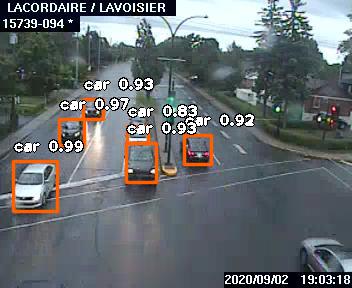 LACORDAIRE / LAVOISIER
15739-094 *
car 0.93
car 0.97
car 0.83
car 0.93
car 0.92
car 0.99
2020/09/02 19:03:18